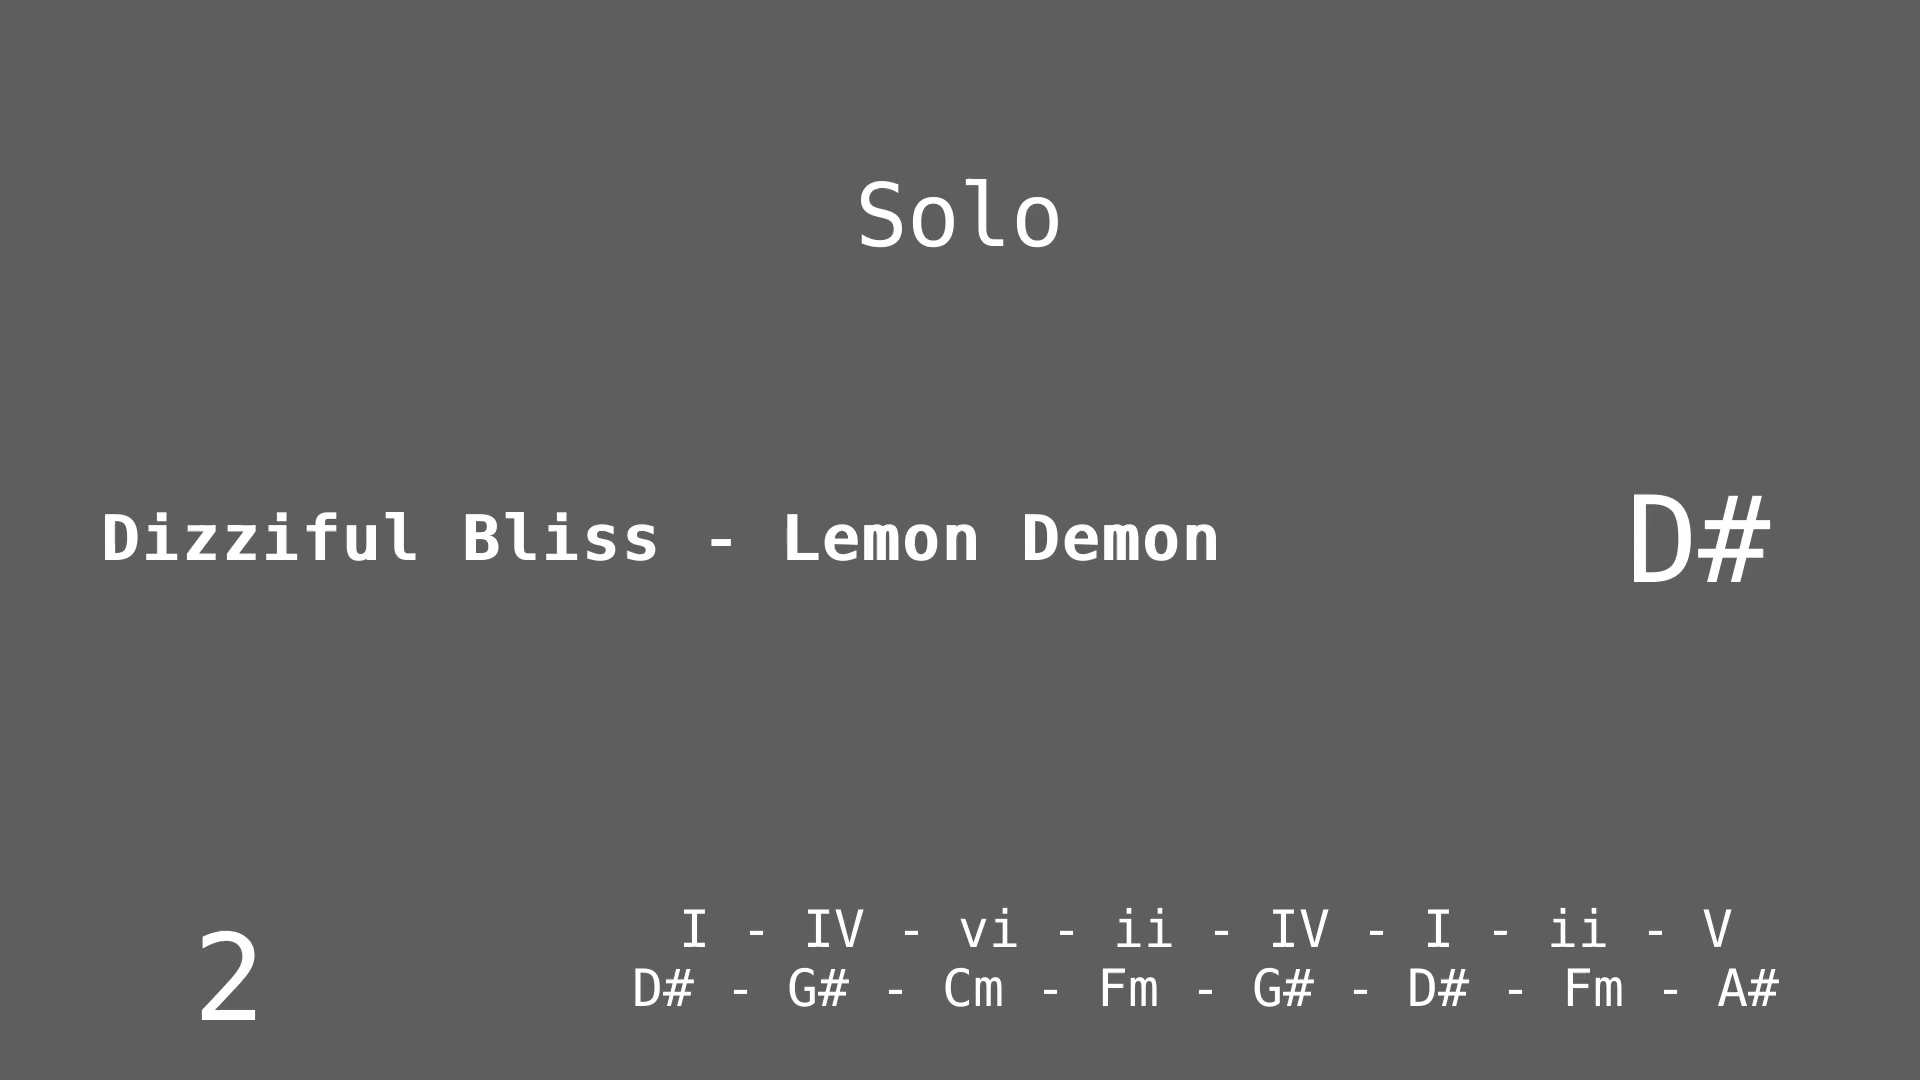 Solo
Dizziful Bliss - Lemon Demon
D#
2
I - IV - vi - ii - IV - I - ii - V
D# - G# - Cm - Fm - G# - D# - Fm - A#